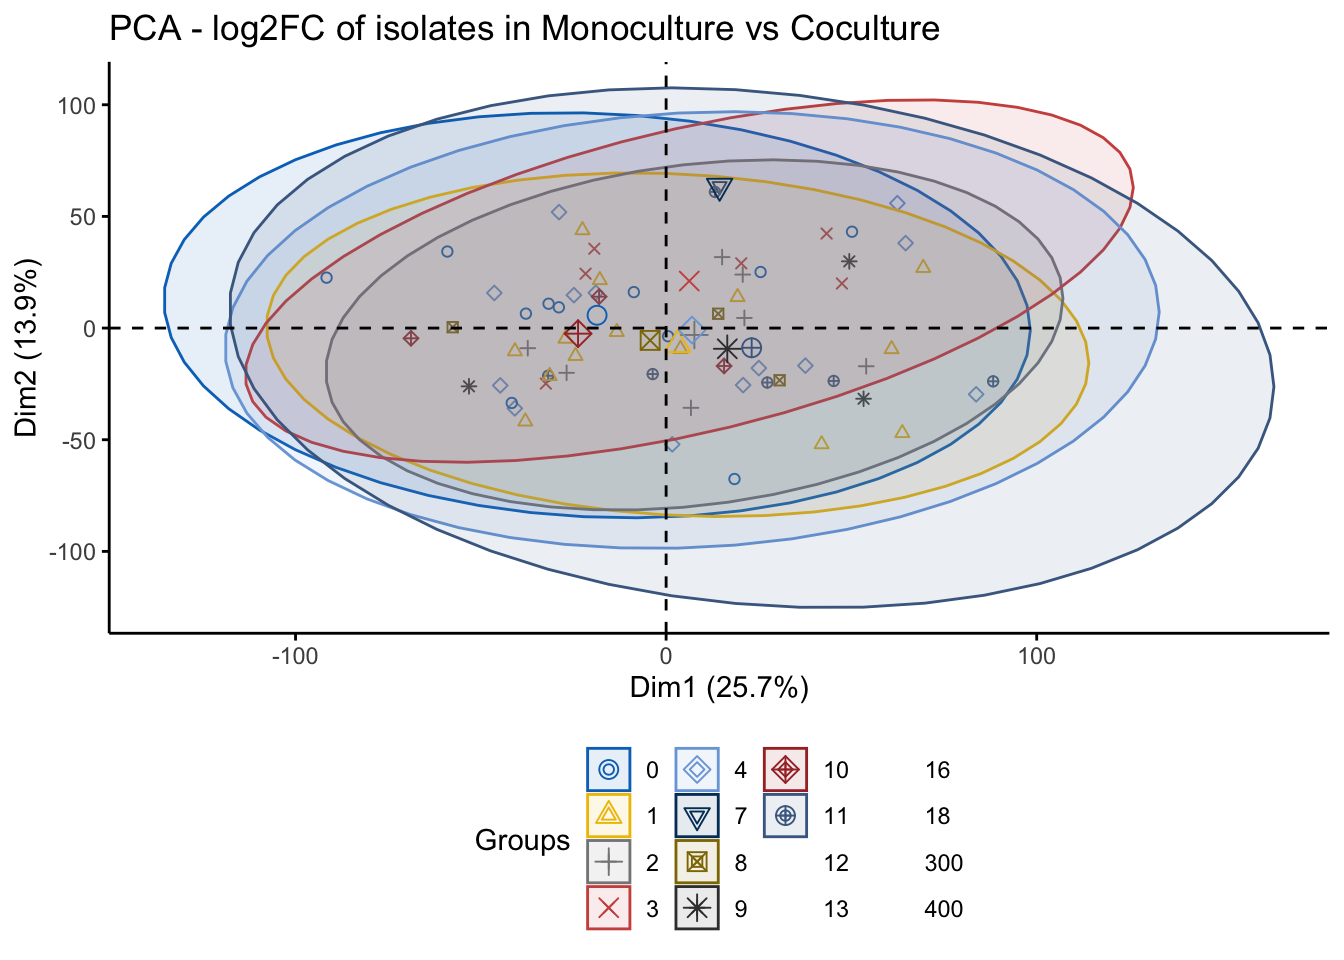 PCA - log2FC of isolates in Monoculture vs Coculture
100
50
0
-50
-100
Dim2 (13.9%)
-100 0 100
Dim1 (25.7%)
Groups
0 4 10 16
1 7 11 18
2 8 12 300
3 9 13 400